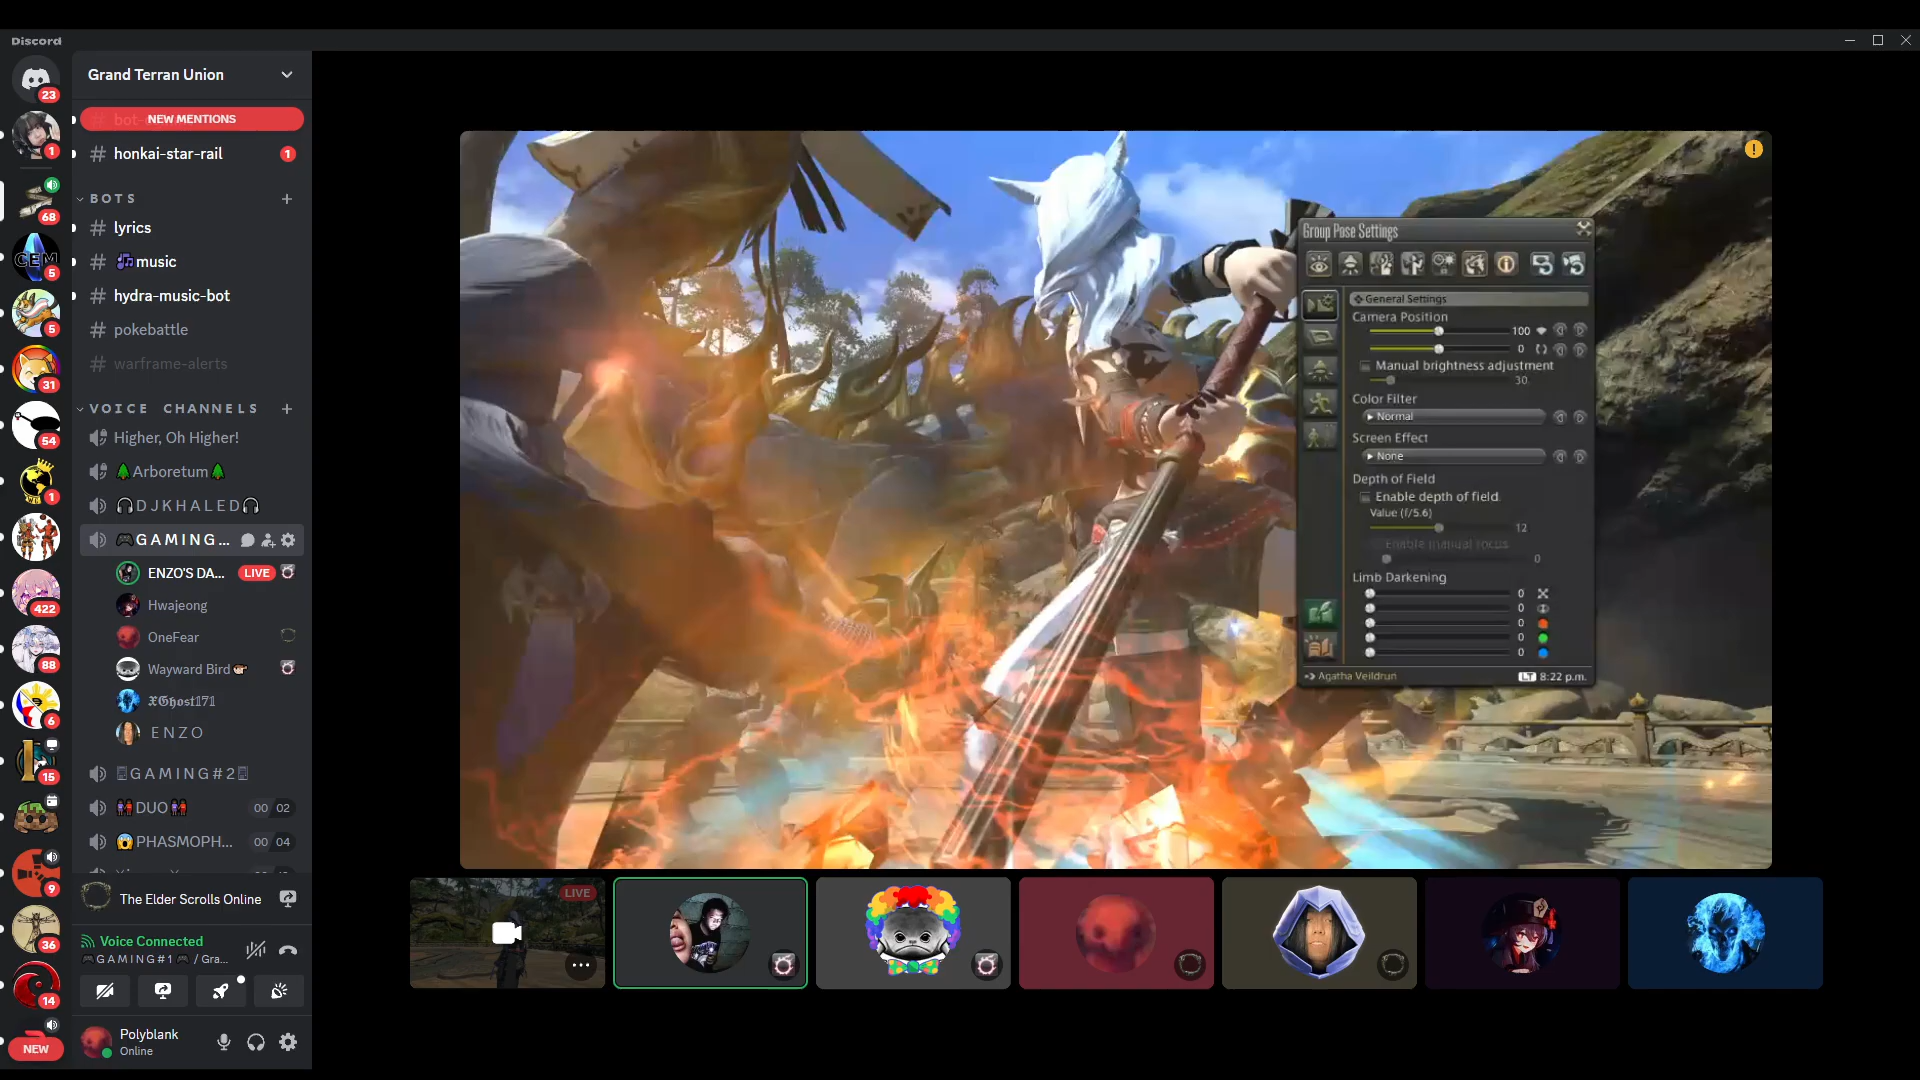 Discord
Grand Terran Union
NEW MENTIONS
honkai-star-rail
1
BOTS
lyrics
music
hydra-music-bot
pokebattle
warframe-alerts
VOICE CHANNELS
Higher, Oh Higher!
Arboretum
DJKHALED
GAMING...
ENZO'S DA...
LIVE
Hwajeong
OneFear
Wayward Bird
𝕏𝕲𝖍𝖔𝖘𝖙171
ENZO
GAMING#2
DUO
00 02
PHASMOPH...
00 04
The Elder Scrolls Online
Voice Connected
GAMING#1 / Gra...
Polyblank
Online
23
1
68
CEM
5
5
31
54
1
422
88
6
15
9
36
14
NEW
Group Pose Settings
General Settings
Camera Position
100
0
Manual brightness adjustment
30
Color Filter
Normal
Screen Effect
None
Depth of Field
Enable depth of field.
Value (f/5.6)
12
Enable manual focus
0
Limb Darkening
0
0
0
0
0
Agatha Veildrun
LT 8:22 p.m.
LIVE